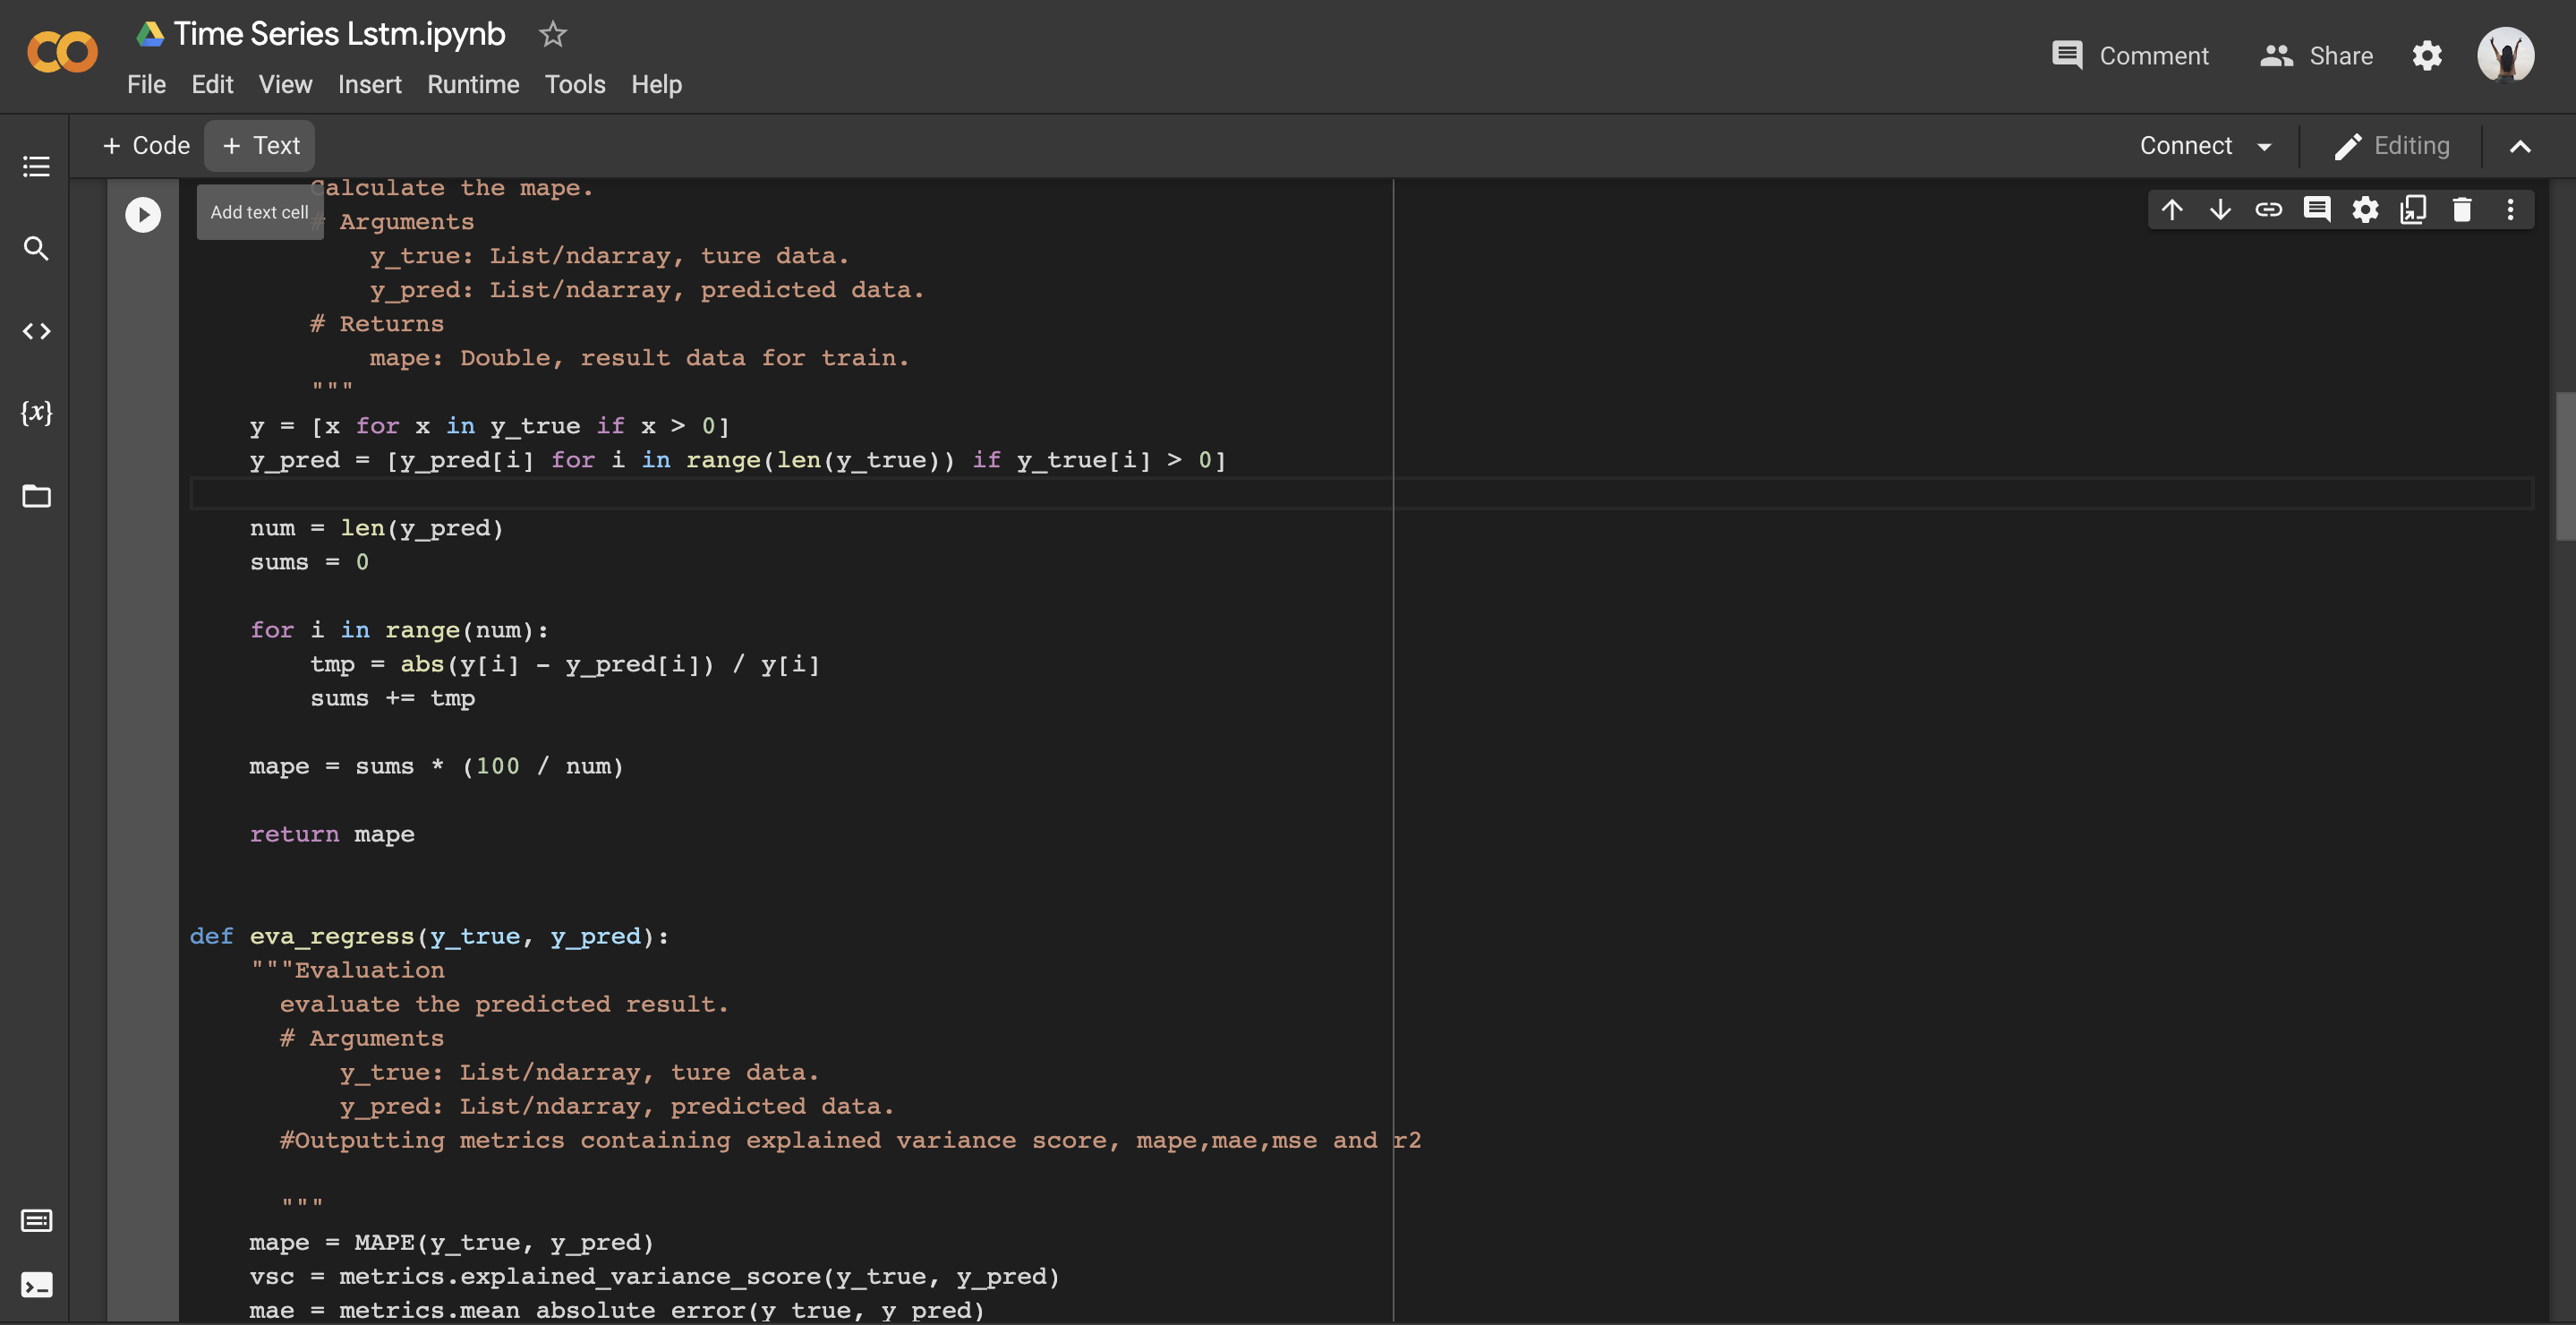 Time Series Lstm.ipynb
File Edit View Insert Runtime Tools Help
Comment Share
+ Code + Text
Connect Editing
Add text cell
Calculate the mape.
# Arguments
y_true: List/ndarray, ture data.
y_pred: List/ndarray, predicted data.
# Returns
mape: Double, result data for train.
"""
y = [x for x in y_true if x > 0]
y_pred = [y_pred[i] for i in range(len(y_true)) if y_true[i] > 0]
num = len(y_pred)
sums = 0
for i in range(num):
tmp = abs(y[i] - y_pred[i]) / y[i]
sums += tmp
mape = sums * (100 / num)
return mape
def eva_regress(y_true, y_pred):
"""Evaluation
evaluate the predicted result.
# Arguments
y_true: List/ndarray, ture data.
y_pred: List/ndarray, predicted data.
#Outputting metrics containing explained variance score, mape,mae,mse and r2
"""
mape = MAPE(y_true, y_pred)
vsc = metrics.explained_variance_score(y_true, y_pred)
mae = metrics.mean_absolute_error(y_true, y_pred)
{x}